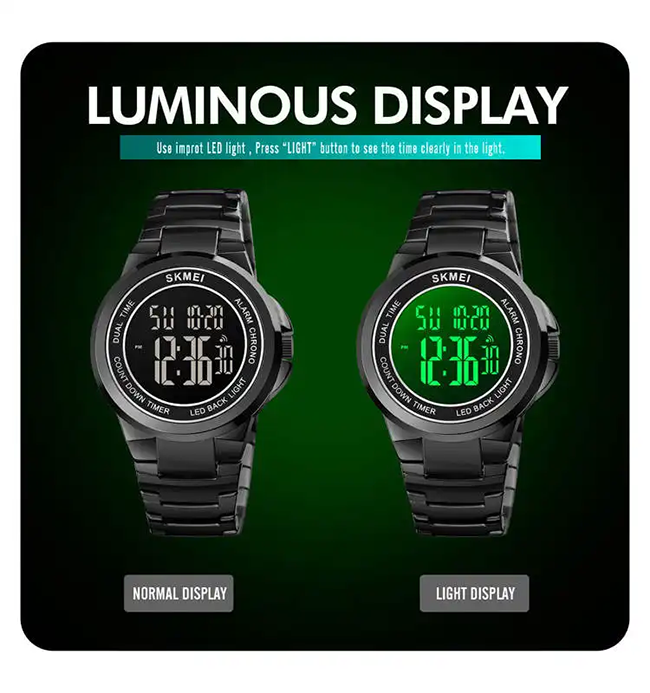 LUMINOUS DISPLAY
Use improt LED light , Press “LIGHT” button to see the time clearly in the light.
SKMEI
DUAL TIME
ALARM CHRONO
SU 10-20
PM 12:36 30
COUNT DOWN TIMER
LED BACK LIGHT
SKMEI
DUAL TIME
ALARM CHRONO
SU 10-20
PM 12:36 30
COUNT DOWN TIMER
LED BACK LIGHT
NORMAL DISPLAY
LIGHT DISPLAY